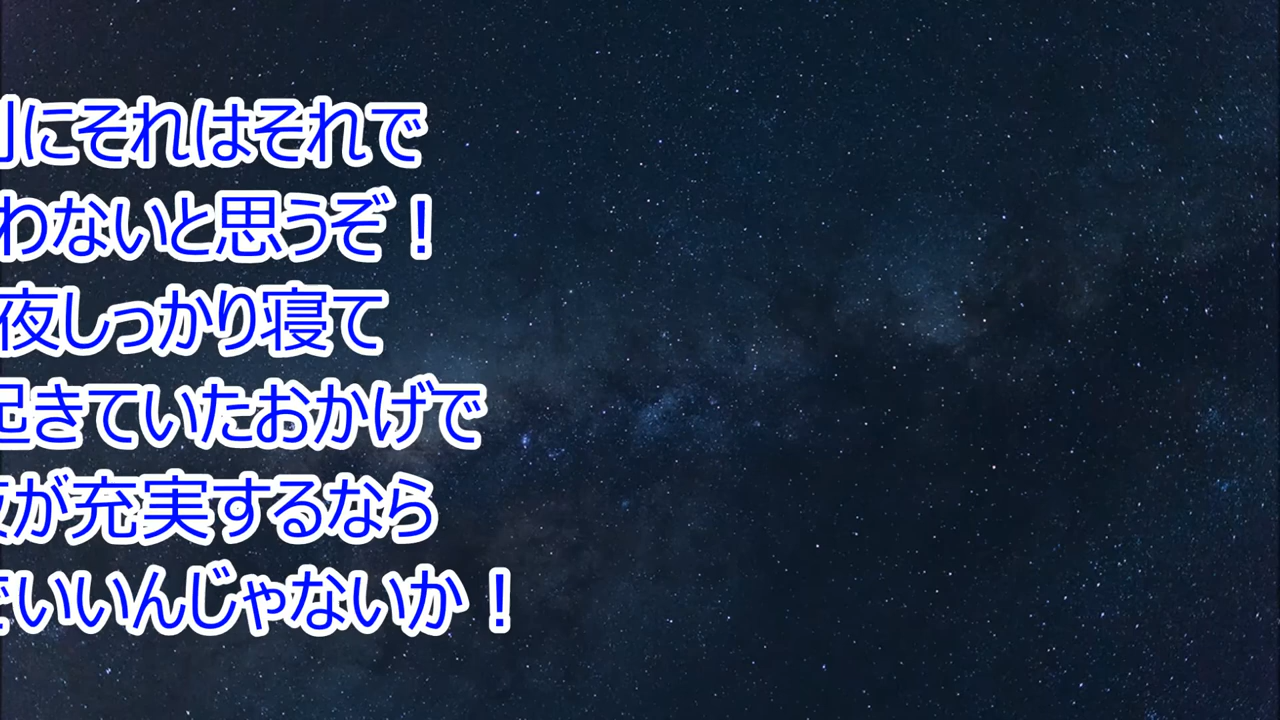 にそれはそれで
わないと思うぞ！
夜しっかり寝て
起きていたおかげで
が充実するなら
いいんじゃないか！